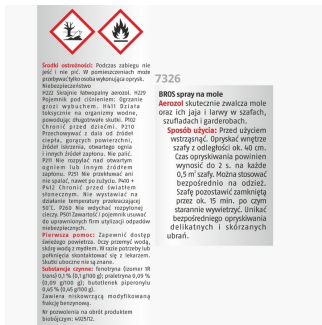 Środki ostrożności: Podczas zabiegu nie
jeść i nie pić. W pomieszczeniach może
przebywać tylko osoba wykonująca oprysk.
Niebezpieczeństwo
H222 Skrajnie łatwopalny aerozol. H229
Pojemnik pod ciśnieniem: Ogrzanie
grozi wybuchem. H411 Działa
toksycznie na organizmy wodne,
powodując długotrwałe skutki. P102
Chronić przed dziećmi. P210
Przechowywać z dala od źródeł
ciepła, gorących powierzchni,
źródeł iskrzenia, otwartego ognia
i innych źródeł zapłonu. Nie palić.
P211 Nie rozpylać nad otwartym
ogniem lub innym źródłem
zapłonu. P251 Nie przekłuwać ani
nie spalać, nawet po zużyciu. P410 +
P412 Chronić przed światłem
słonecznym. Nie wystawiać na
działanie temperatury przekraczającej
50°C. P260 Nie wdychać rozpylonej
cieczy. P501 Zawartość i pojemnik usuwać
do uprawnionych firm utylizacji odpadów
niebezpiecznych.
Pierwsza pomoc: Zapewnić dostęp
świeżego powietrza. Oczy przemyć wodą,
skórę wodą z mydłem. W razie potrzeby lub
połknięcia skontaktować się z lekarzem.
Skutki uboczne nie są znane.
Substancje czynne: fenotryna (izomer 1R
trans) 0,1 % (0,1 g/100 g); praletryna 0,09 %
(0,09 g/100 g); butotlenek piperonylu
0,45 % (0,45 g/100 g).
Zawiera niskowrzącą modyfikowaną
frakcję benzynową.
Nr pozwolenia na obrót produktem
biobójczym: 4925/12.
7326
BROS spray na mole
Aerozol skutecznie zwalcza mole
oraz ich jaja i larwy w szafach,
szufladach i garderobach.
Sposób użycia: Przed użyciem
wstrząsnąć. Opryskać wnętrze
szafy z odległości ok. 40 cm.
Czas opryskiwania powinien
wynosić do 2 s. na każde
0,5 m³ szafy. Można stosować
bezpośrednio na odzież.
Szafę pozostawić zamkniętą
przez ok. 15 min. po czym
starannie wywietrzyć. Unikać
bezpośredniego opryskiwania
delikatnych i skórzanych
ubrań.